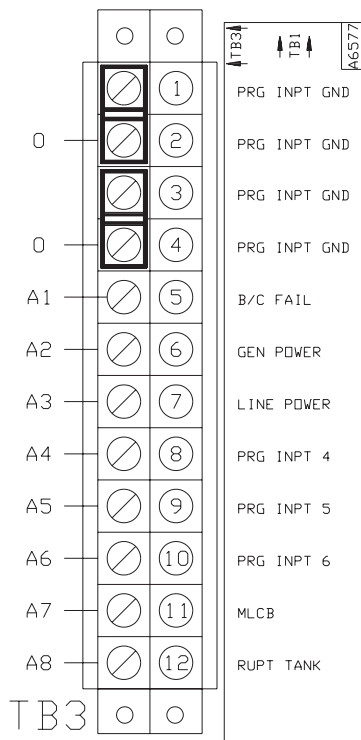 TB3 TB1 A6577
1 PRG INPT GND
0 2 PRG INPT GND
3 PRG INPT GND
0 4 PRG INPT GND
A1 5 B/C FAIL
A2 6 GEN POWER
A3 7 LINE POWER
A4 8 PRG INPT 4
A5 9 PRG INPT 5
A6 10 PRG INPT 6
A7 11 MLCB
A8 12 RUPT TANK
TB3